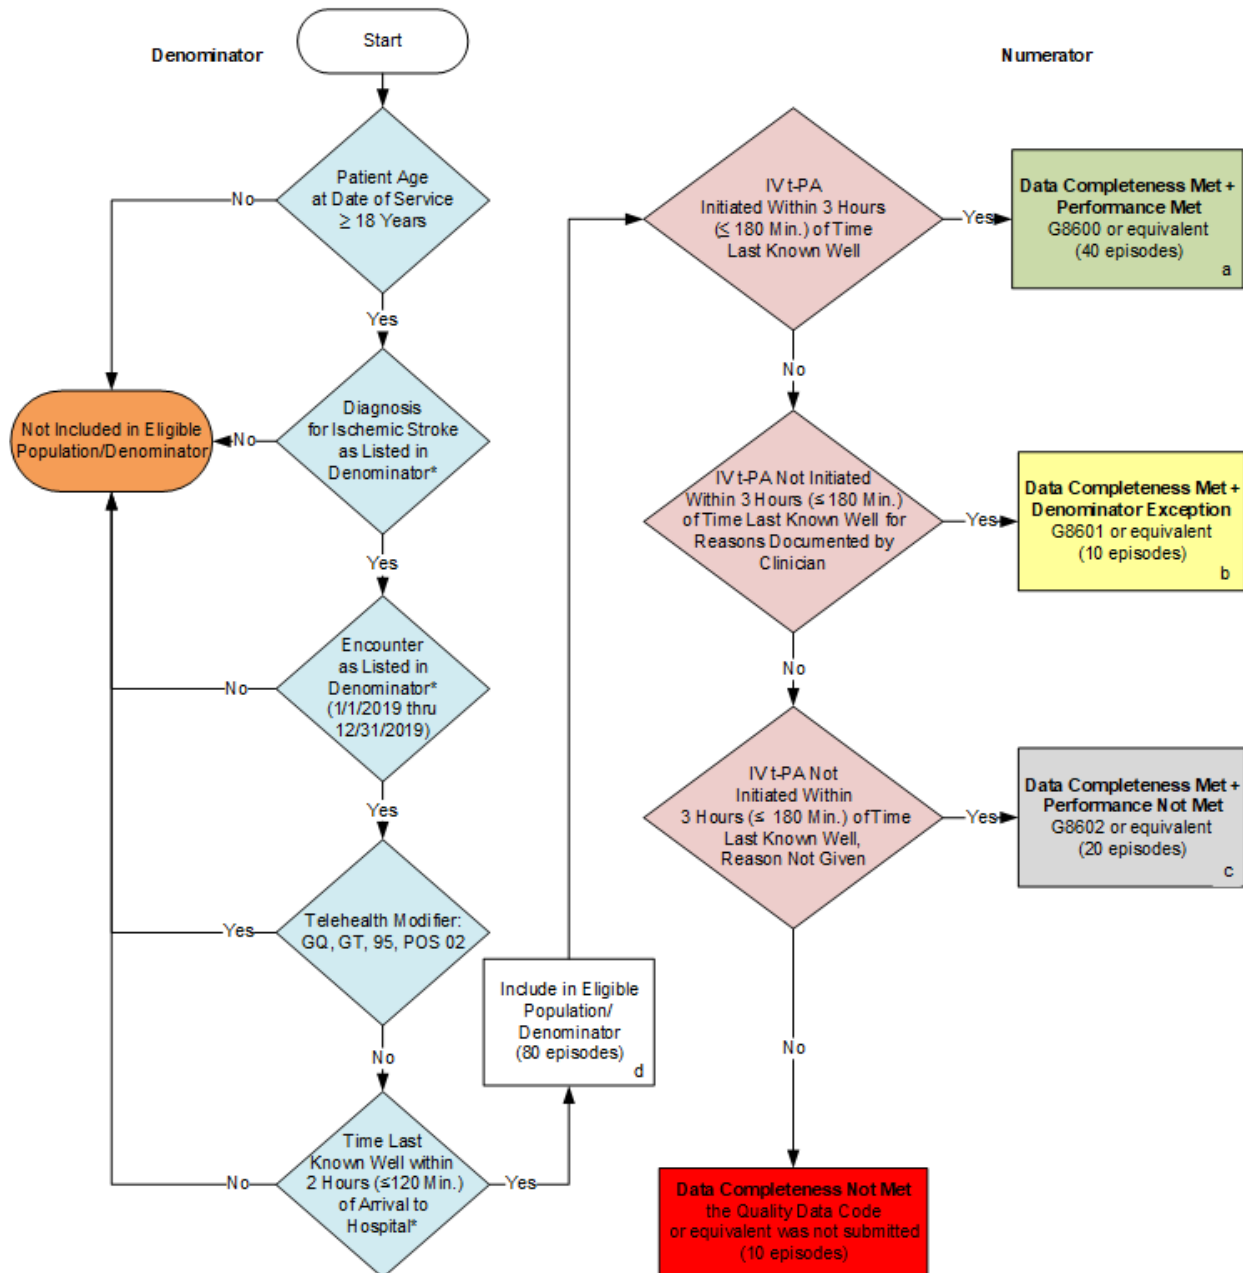 Start
Denominator
Numerator
Patient Age
at Date of Service
≥ 18 Years
No
Yes
Diagnosis
for Ischemic Stroke
as Listed in
Denominator*
No
Not Included in Eligible
Population/Denominator
Yes
Encounter
as Listed in
Denominator*
(1/1/2019 thru
12/31/2019)
No
Yes
Telehealth Modifier:
GQ, GT, 95, POS 02
Yes
No
Time Last
Known Well within
2 Hours (≤120 Min.)
of Arrival to
Hospital*
No
Yes
Include in Eligible
Population/
Denominator
(80 episodes)
d
IV t-PA
Initiated Within 3 Hours
(≤ 180 Min.) of Time
Last Known Well
Yes
Data Completeness Met +
Performance Met
G8600 or equivalent
(40 episodes)
a
No
IV t-PA Not Initiated
Within 3 Hours (≤ 180 Min.)
of Time Last Known Well for
Reasons Documented by
Clinician
Yes
Data Completeness Met +
Denominator Exception
G8601 or equivalent
(10 episodes)
b
No
IV t-PA Not
Initiated Within
3 Hours (≤ 180 Min.) of Time
Last Known Well,
Reason Not Given
Yes
Data Completeness Met +
Performance Not Met
G8602 or equivalent
(20 episodes)
c
No
Data Completeness Not Met
the Quality Data Code
or equivalent was not submitted
(10 episodes)